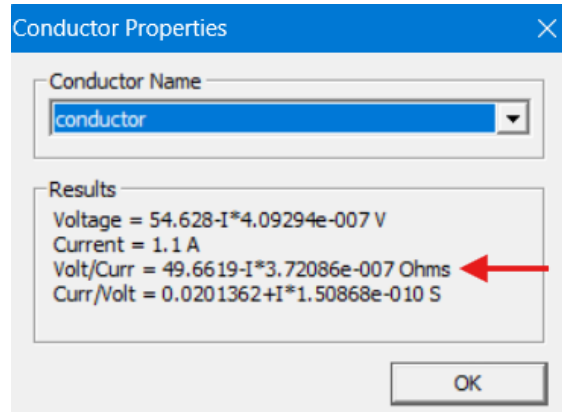 Conductor Properties
Conductor Name
conductor
Results
Voltage = 54.628-I*4.09294e-007 V
Current = 1.1 A
Volt/Curr = 49.6619-I*3.72086e-007 Ohms
Curr/Volt = 0.0201362+I*1.50868e-010 S
OK